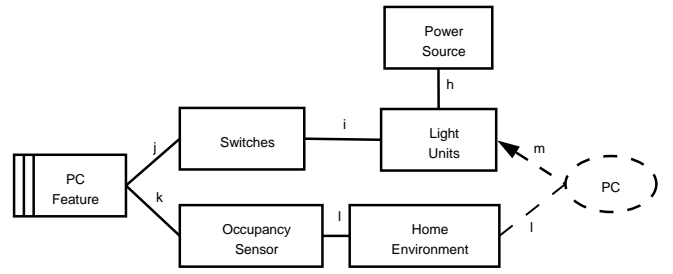 Power
Source
h
j
Switches
i
Light
Units
m
PC
Feature
k
PC
Occupancy
Sensor
l
Home
Environment
l